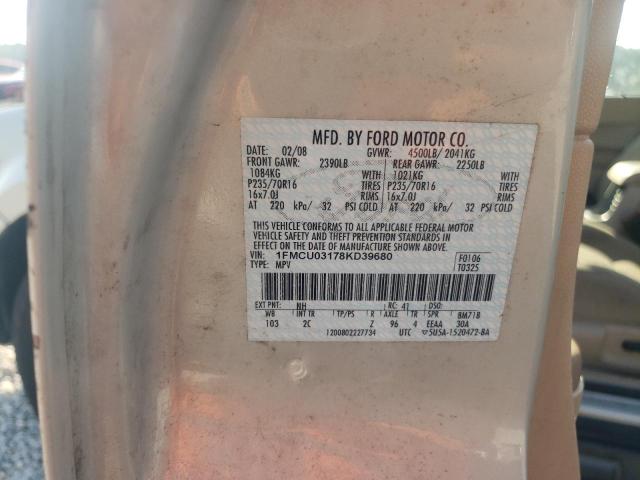 MFD. BY FORD MOTOR CO.
DATE: 02/08 GVWR: 4500LB/ 2041KG
FRONT GAWR: 2390LB REAR GAWR: 2250LB
1084KG WITH 1021KG WITH
P235/70R16 TIRES P235/70R16 TIRES
16x7.0J RIMS 16x7.0J RIMS
AT 220 kPa/ 32 PSI COLD AT 220 kPa/ 32 PSI COLD
THIS VEHICLE CONFORMS TO ALL APPLICABLE FEDERAL MOTOR
VEHICLE SAFETY AND THEFT PREVENTION STANDARDS IN
EFFECT ON THE DATE OF MANUFACTURE SHOWN ABOVE.
VIN: 1FMCU03178KD39680 F0106
TYPE: MPV T0325
EXT PNT: NH RC: 41 DSO:
WB INT TR TP/PS R AXLE TR SPR BM71B
103 2C Z 96 4 EEAA 30A
1200802227734 UTC ▽5U5A-1520472-BA